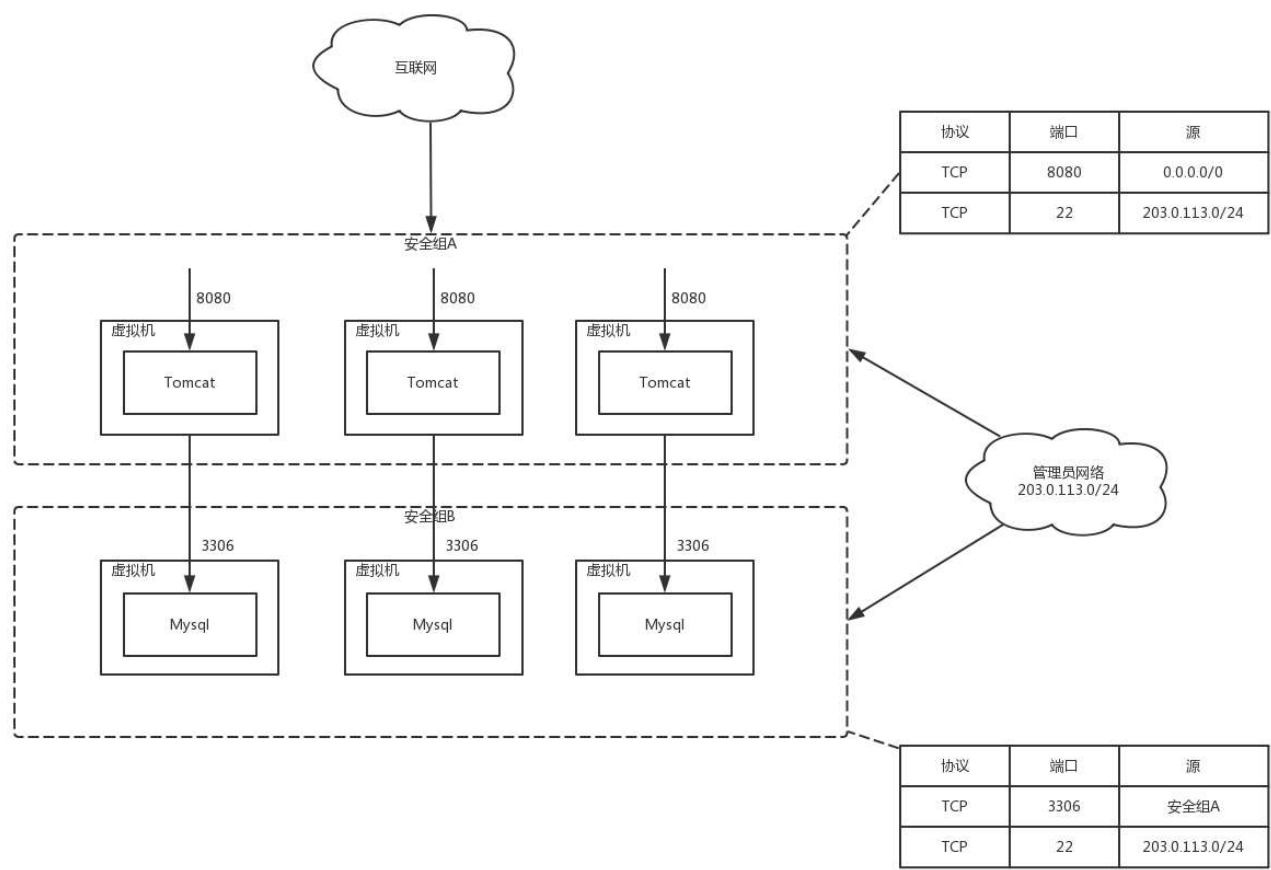 互联网
协议 端口 源
TCP 8080 0.0.0.0/0
TCP 22 203.0.113.0/24
安全组A
8080 8080 8080
虚拟机 虚拟机 虚拟机
Tomcat Tomcat Tomcat
管理员网络
203.0.113.0/24
安全组B
3306 3306 3306
虚拟机 虚拟机 虚拟机
Mysql Mysql Mysql
协议 端口 源
TCP 3306 安全组A
TCP 22 203.0.113.0/24